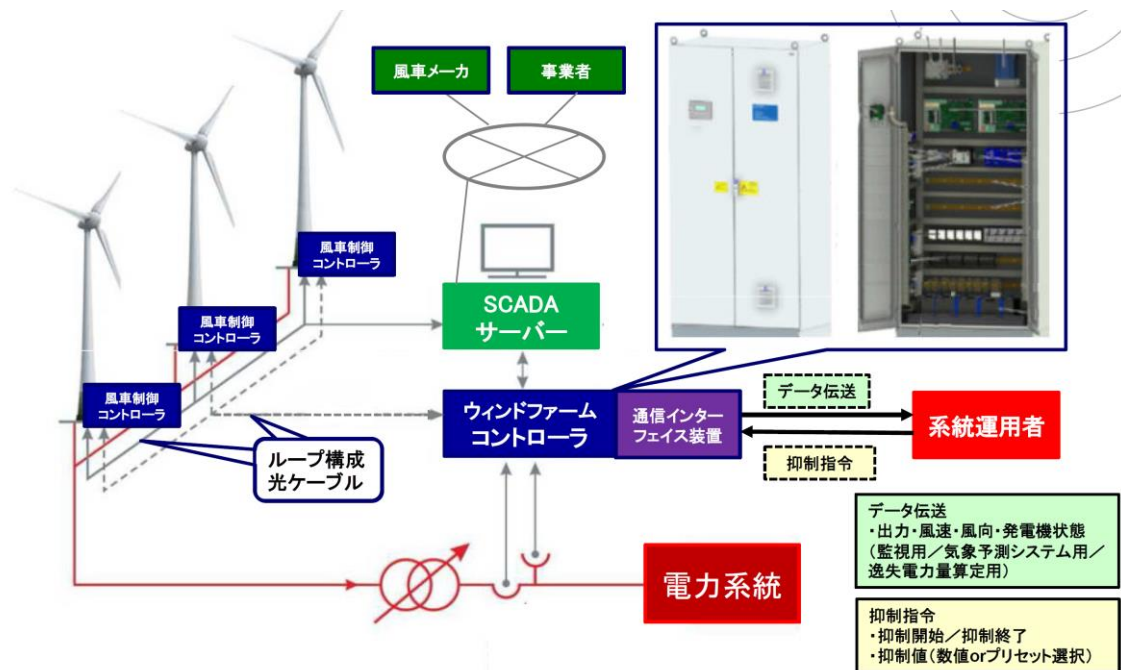 風車メーカ
事業者
風車制御
コントローラ
風車制御
コントローラ
風車制御
コントローラ
SCADA
サーバー
ウィンドファーム
コントローラ
通信インター
フェイス装置
データ伝送
抑制指令
系統運用者
ループ構成
光ケーブル
電力系統
データ伝送
・出力・風速・風向・発電機状態
（監視用／気象予測システム用／
逸失電力量算定用）
抑制指令
・抑制開始／抑制終了
・抑制値（数値orプリセット選択）